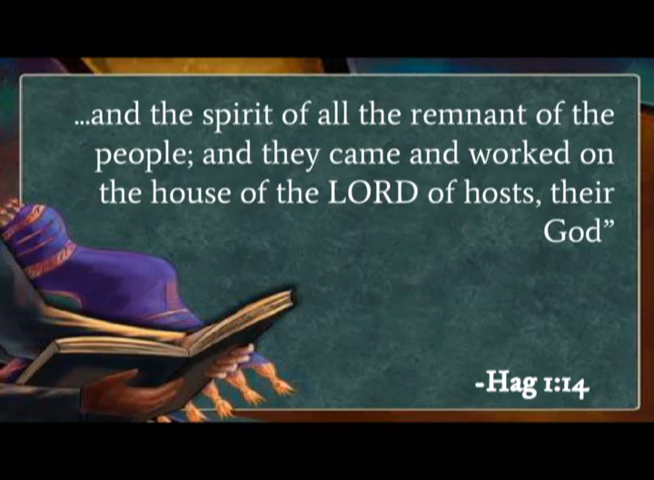 ...and the spirit of all the remnant of the
people; and they came and worked on
the house of the LORD of hosts, their
God”
-Hag 1:14